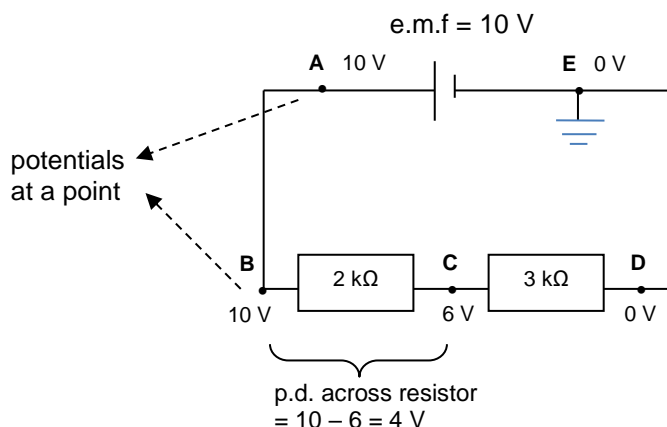 e.m.f = 10 V
A 10 V
E 0 V
potentials
at a point
B
2 kΩ
C
3 kΩ
D
10 V
6 V
0 V
p.d. across resistor
= 10 – 6 = 4 V